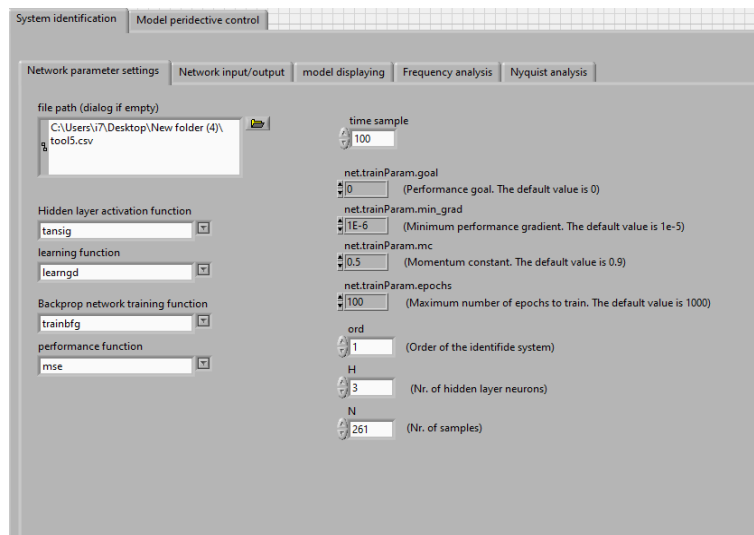 System identification
Model peridective control
Network parameter settings
Network input/output
model displaying
Frequency analysis
Nyquist analysis
file path (dialog if empty)
C:\Users\i7\Desktop\New folder (4)\
tool5.csv
Hidden layer activation function
tansig
learning function
learngd
Backprop network training function
trainbfg
performance function
mse
time sample
100
net.trainParam.goal
0 (Performance goal. The default value is 0)
net.trainParam.min_grad
1E-6 (Minimum performance gradient. The default value is 1e-5)
net.trainParam.mc
0.5 (Momentum constant. The default value is 0.9)
net.trainParam.epochs
100 (Maximum number of epochs to train. The default value is 1000)
ord
1 (Order of the identifide system)
H
3 (Nr. of hidden layer neurons)
N
261 (Nr. of samples)